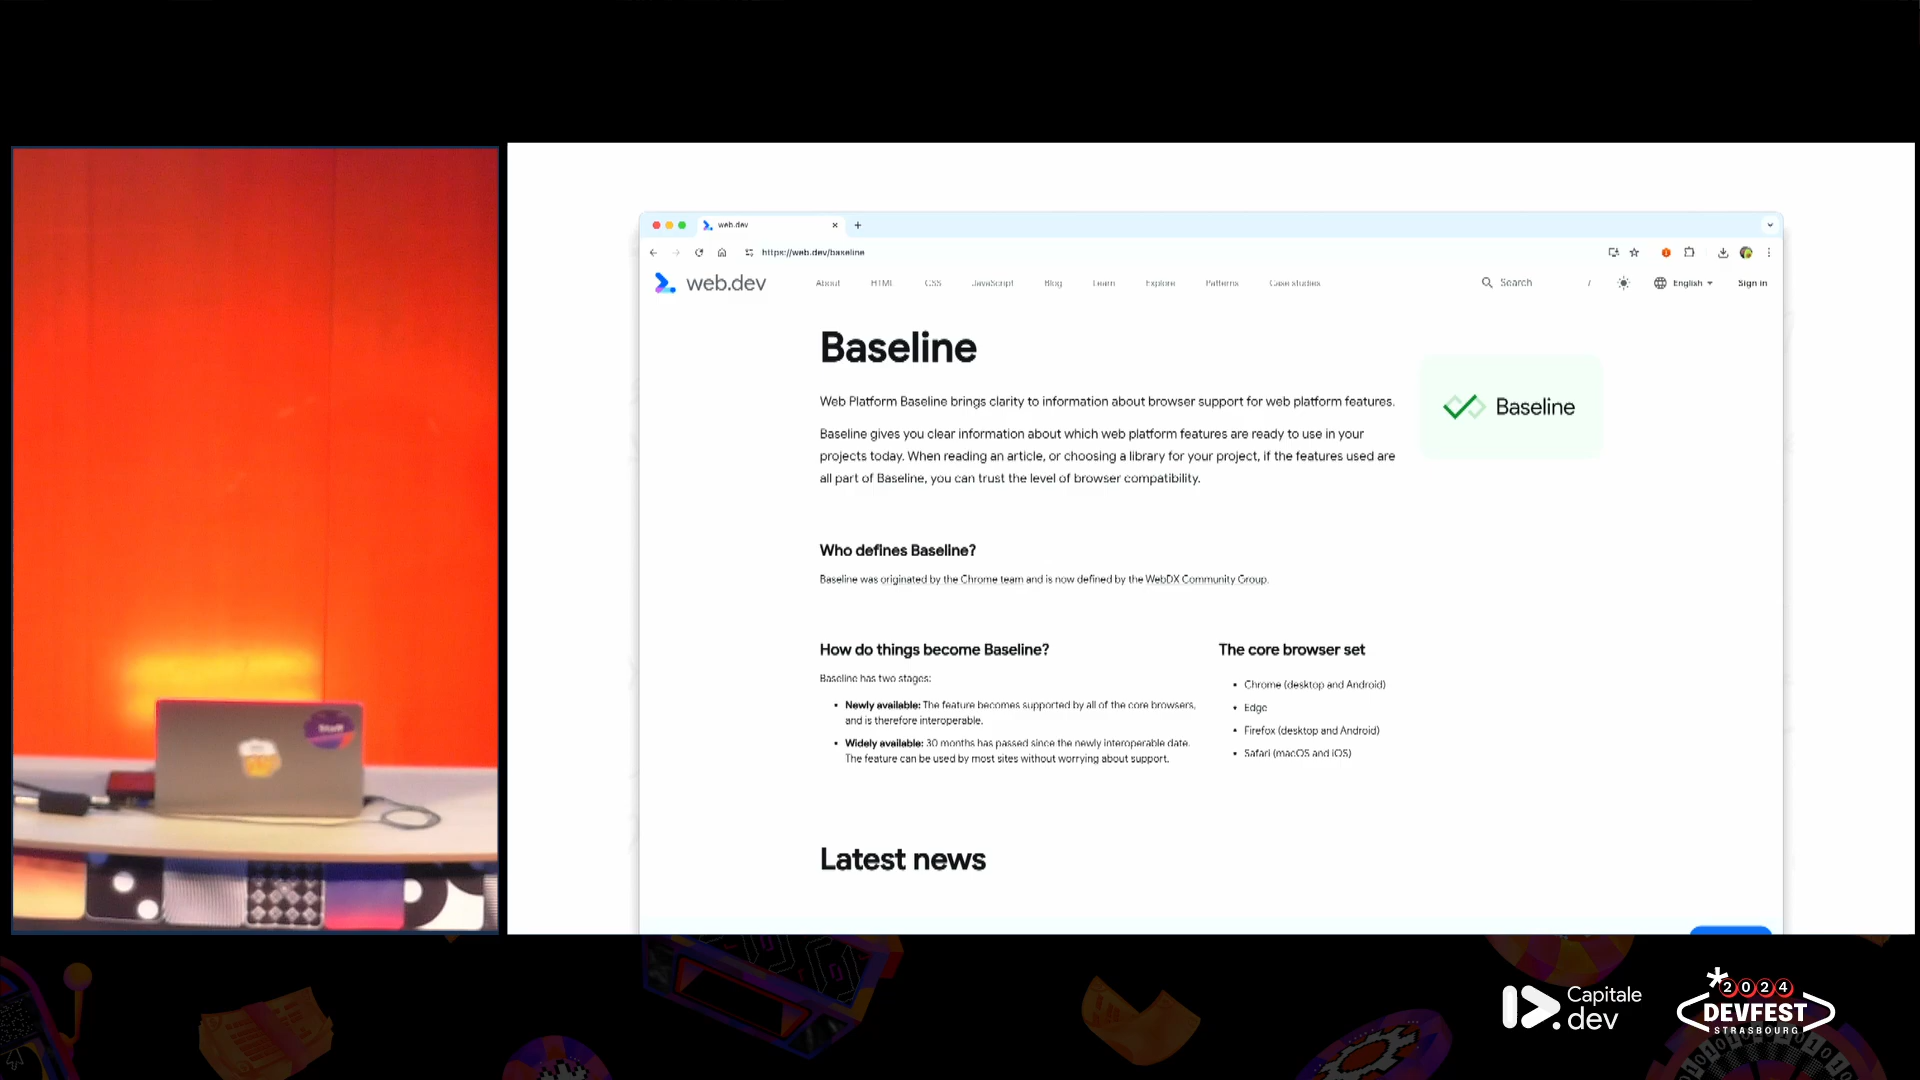 web.dev
https://web.dev/baseline
web.dev
About HTML CSS JavaScript Blog Learn Explore Patterns Case studies
Search /
English
Sign in
Baseline
Web Platform Baseline brings clarity to information about browser support for web platform features.
Baseline gives you clear information about which web platform features are ready to use in your
projects today. When reading an article, or choosing a library for your project, if the features used are
all part of Baseline, you can trust the level of browser compatibility.
Baseline
Who defines Baseline?
Baseline was originated by the Chrome team and is now defined by the WebDX Community Group.
How do things become Baseline?
Baseline has two stages:
• Newly available: The feature becomes supported by all of the core browsers,
and is therefore interoperable.
• Widely available: 30 months has passed since the newly interoperable date.
The feature can be used by most sites without worrying about support.
The core browser set
• Chrome (desktop and Android)
• Edge
• Firefox (desktop and Android)
• Safari (macOS and iOS)
Latest news
Capitale
dev
2024
DEVFEST
STRASBOURG